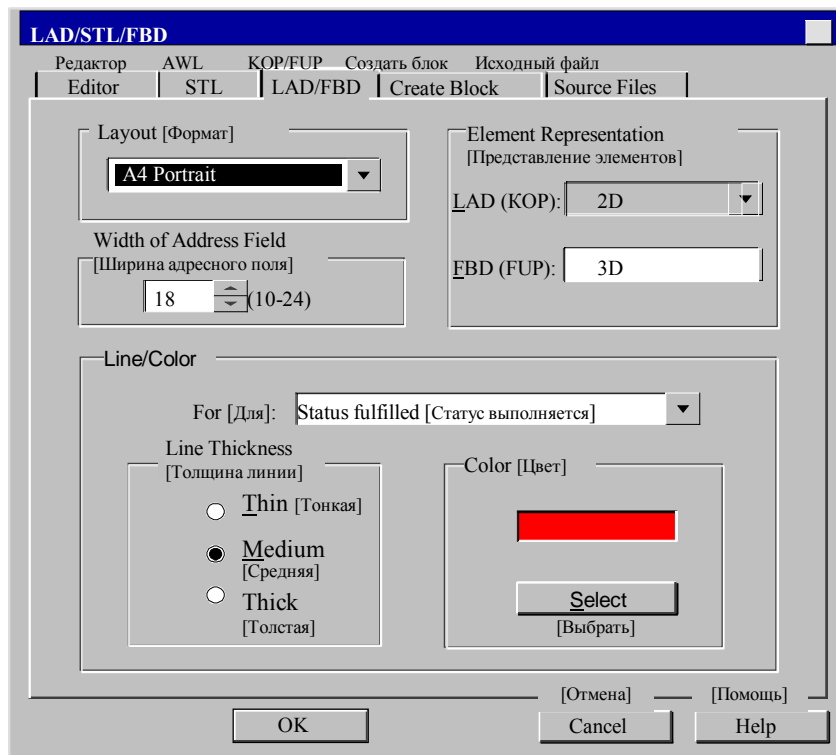 LAD/STL/FBD
Редактор AWL KOP/FUP Создать блок Исходный файл
Editor STL LAD/FBD Create Block Source Files
Layout [Формат]
A4 Portrait
Element Representation
[Представление элементов]
LAD (KOP): 2D
FBD (FUP): 3D
Width of Address Field
[Ширина адресного поля]
18 (10-24)
Line/Color
For [Для]: Status fulfilled [Статус выполняется]
Line Thickness
[Толщина линии]
Thin [Тонкая]
Medium
[Средняя]
Thick
[Толстая]
Color [Цвет]
Select
[Выбрать]
[Отмена] [Помощь]
OK Cancel Help